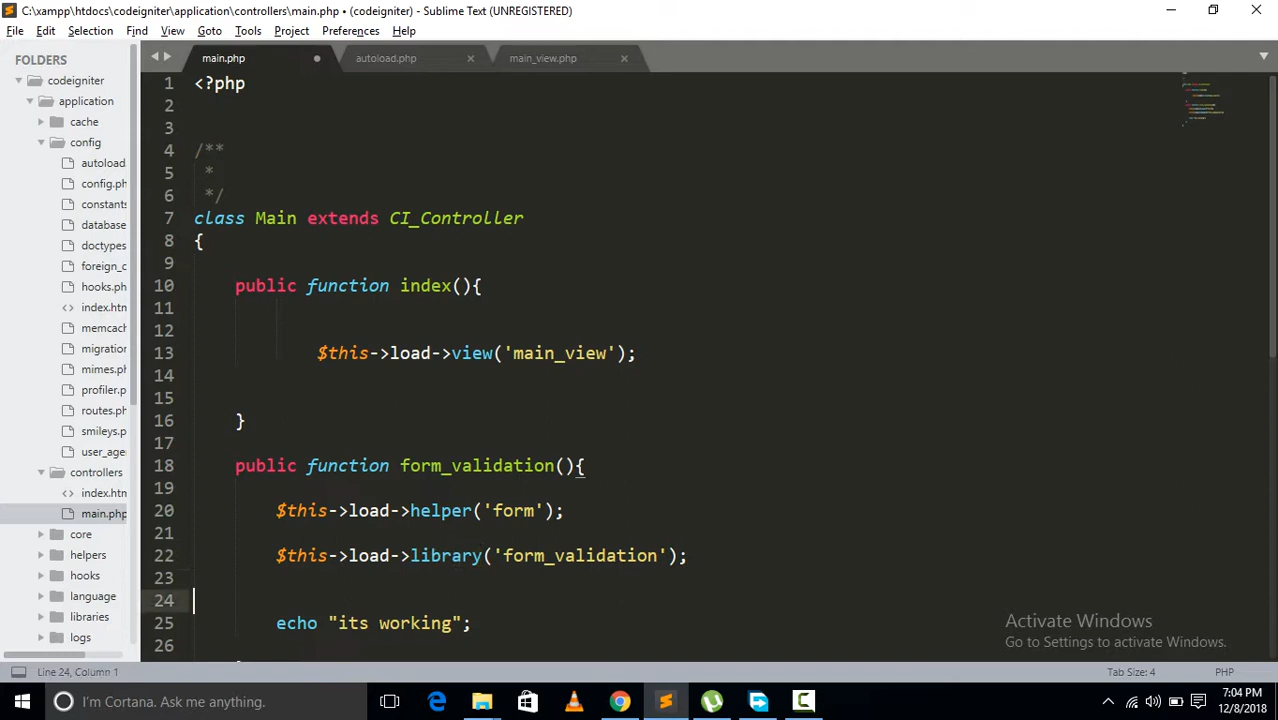 C:\xampp\htdocs\codeigniter\application\controllers\main.php • (codeigniter) - Sublime Text (UNREGISTERED)
File Edit Selection Find View Goto Tools Project Preferences Help
FOLDERS
codeigniter
application
cache
config
autoload.
config.ph
constants
database
doctypes
foreign_c
hooks.ph
index.htn
memcach
migration
mimes.ph
profiler.p
routes.ph
smileys.p
user_age
controllers
index.htn
main.php
core
helpers
hooks
language
libraries
logs
main.php autoload.php main_view.php
1 <?php
2
3
4 /**
5 *
6 */
7 class Main extends CI_Controller
8 {
9
10 public function index(){
11
12
13 $this->load->view('main_view');
14
15
16 }
17
18 public function form_validation(){
19
20 $this->load->helper('form');
21
22 $this->load->library('form_validation');
23
24
25 echo "its working";
26
Activate Windows
Go to Settings to activate Windows.
Line 24, Column 1 Tab Size: 4 PHP
I'm Cortana. Ask me anything.
7:04 PM
12/8/2018